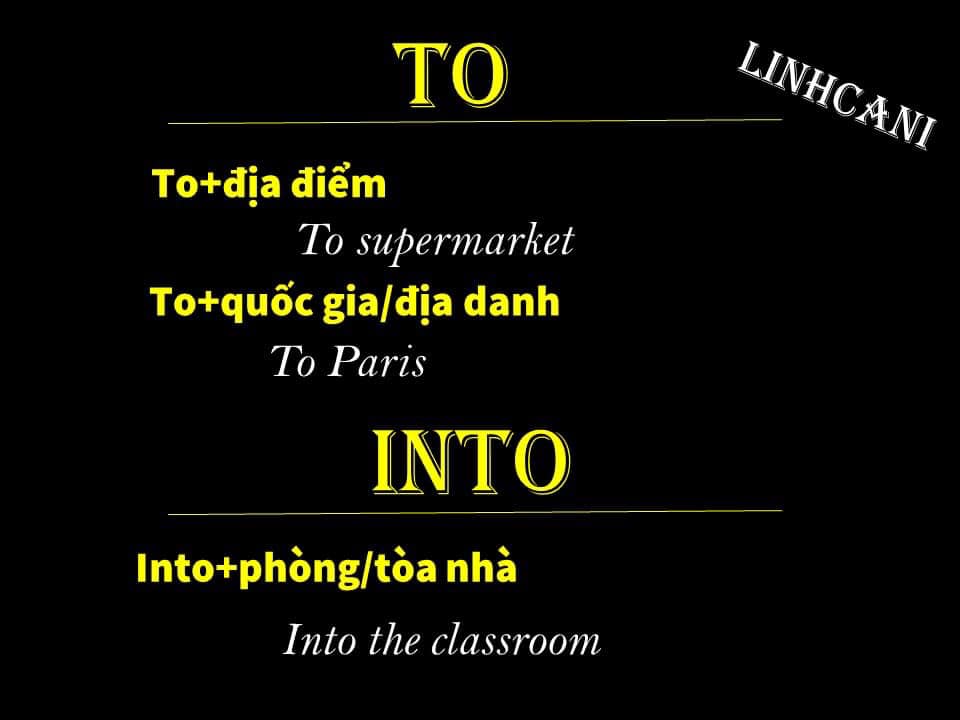 TO
LINHCANI
To+địa điểm
To supermarket
To+quốc gia/địa danh
To Paris
INTO
Into+phòng/tòa nhà
Into the classroom